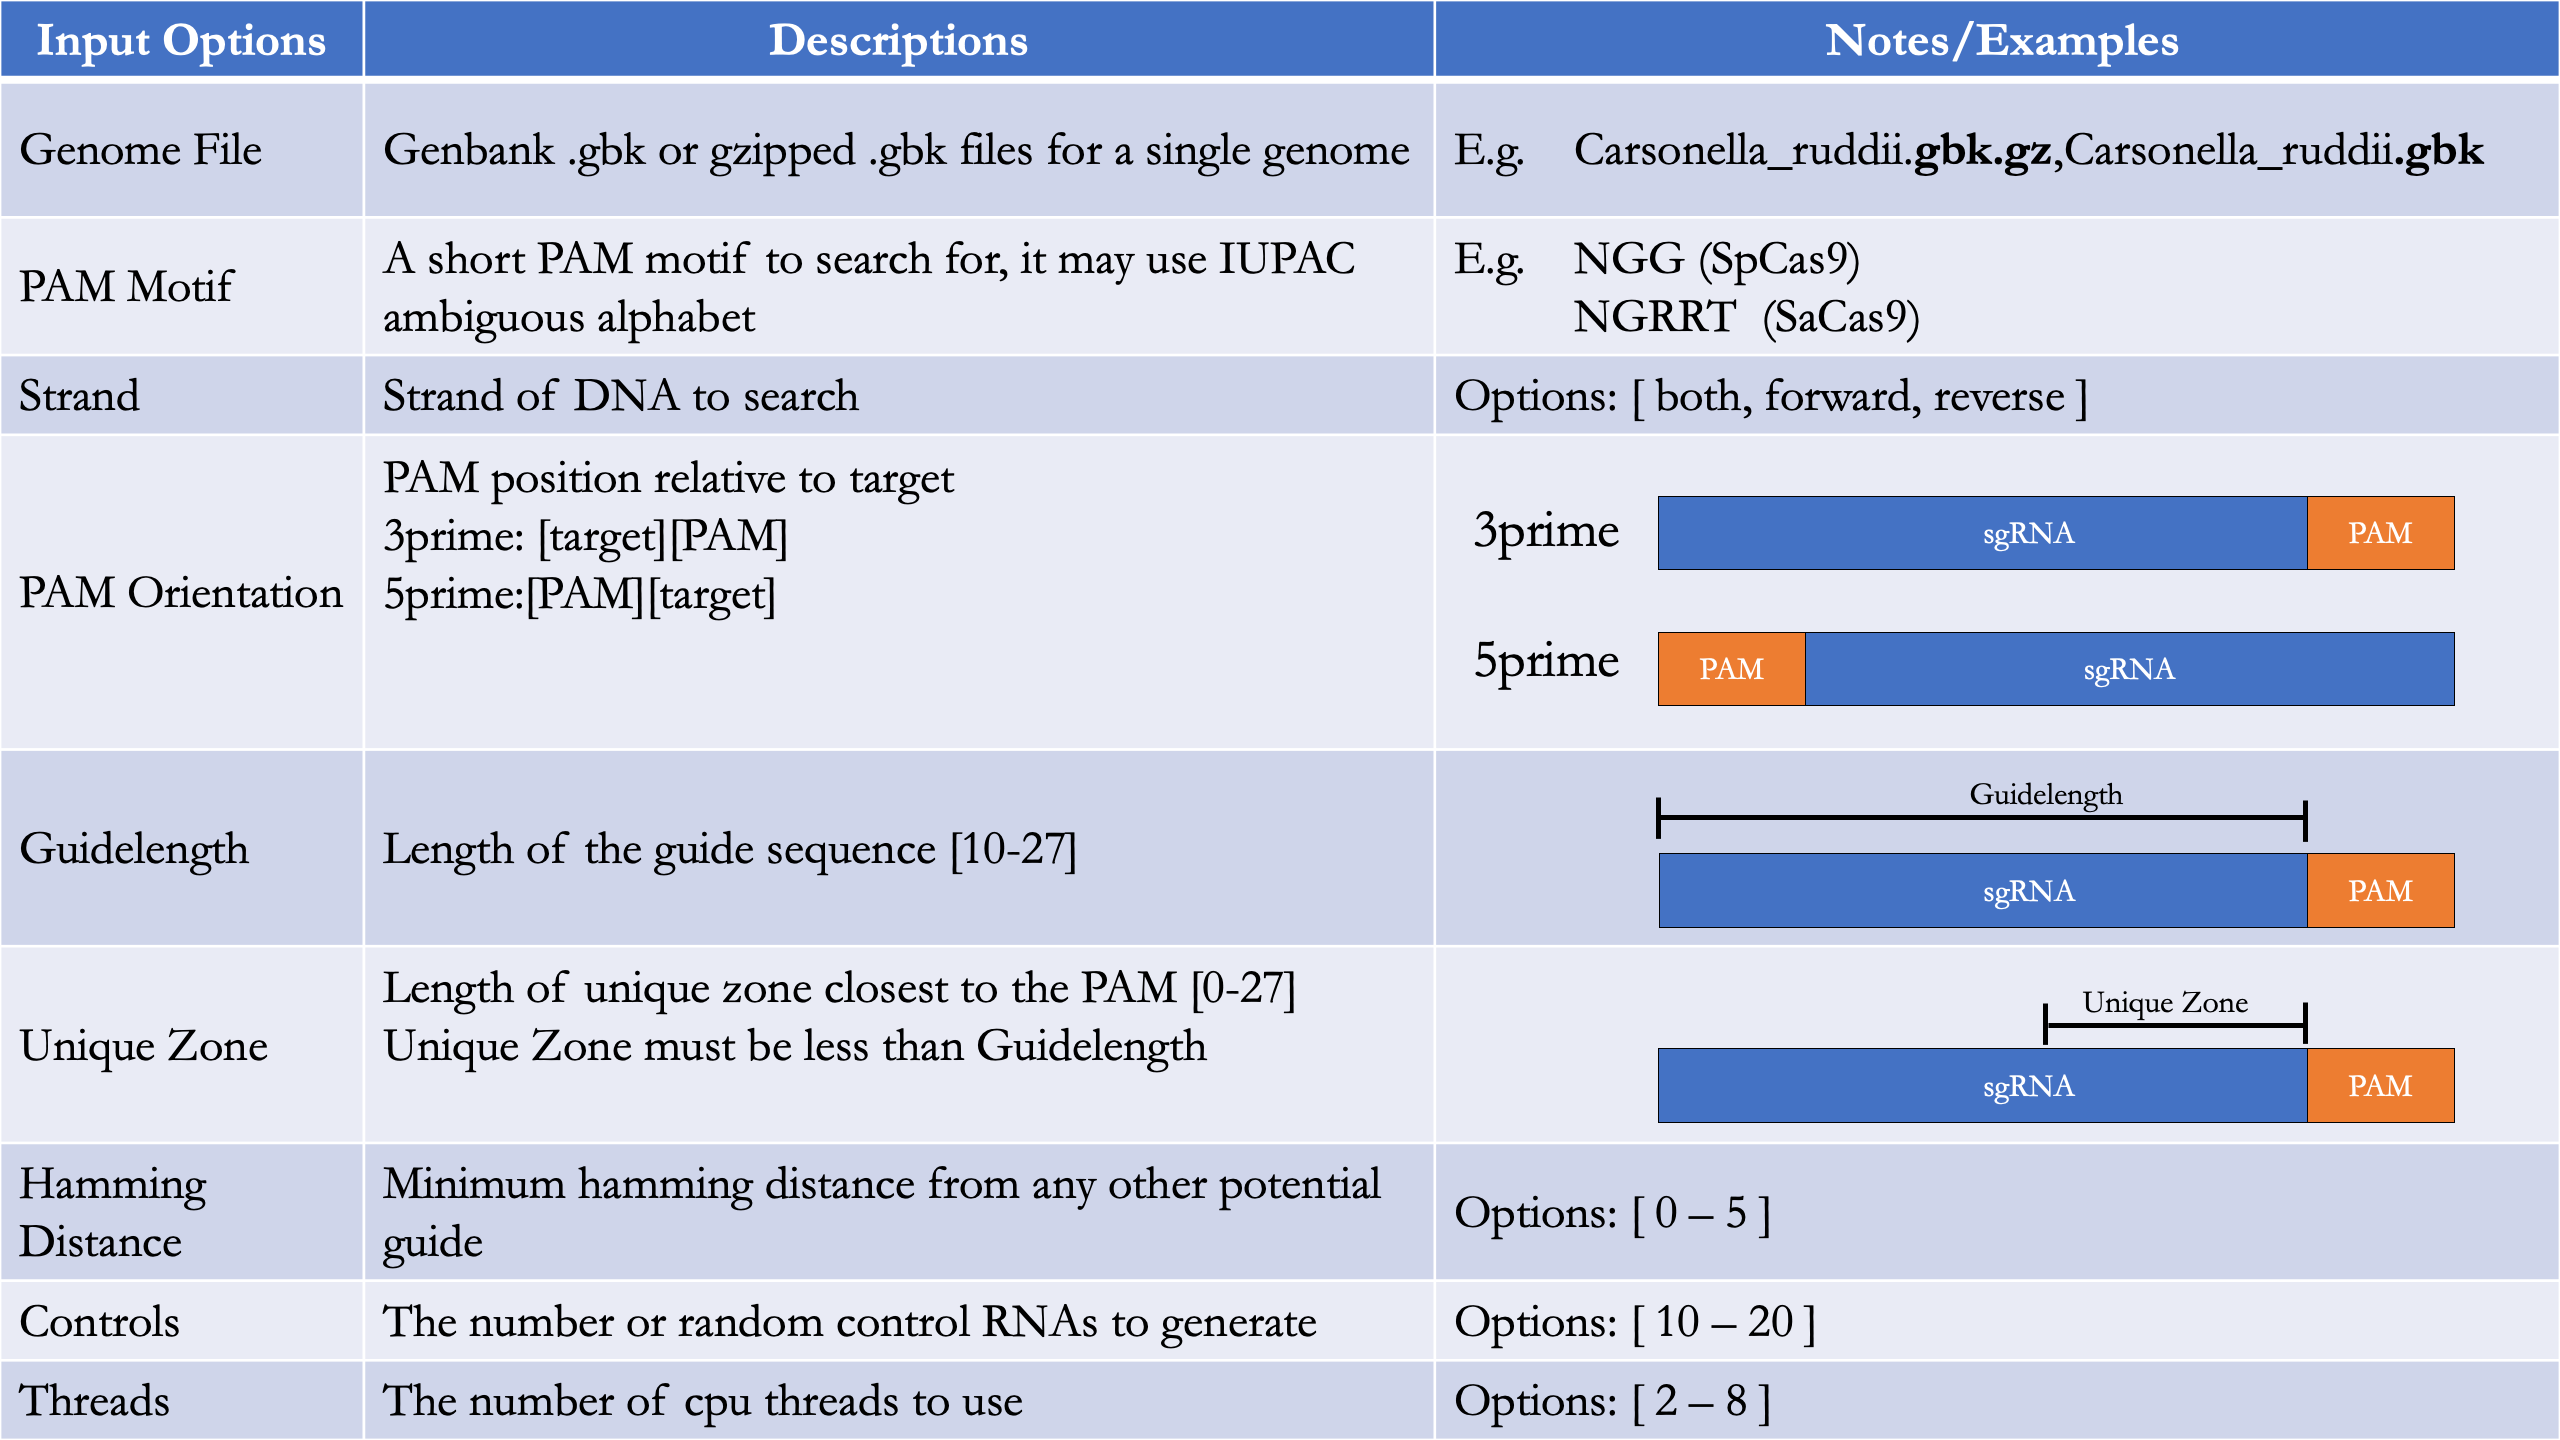 Input Options
Descriptions
Notes/Examples
Genome File
Genbank .gbk or gzipped .gbk files for a single genome
E.g. Carsonella_ruddii.gbk.gz,Carsonella_ruddii.gbk
PAM Motif
A short PAM motif to search for, it may use IUPAC
ambiguous alphabet
E.g. NGG (SpCas9)
NGRRT (SaCas9)
Strand
Strand of DNA to search
Options: [ both, forward, reverse ]
PAM Orientation
PAM position relative to target
3prime: [target][PAM]
5prime:[PAM][target]
3prime
sgRNA
PAM
5prime
PAM
sgRNA
Guidelength
Length of the guide sequence [10-27]
Guidelength
sgRNA
PAM
Unique Zone
Length of unique zone closest to the PAM [0-27]
Unique Zone must be less than Guidelength
Unique Zone
sgRNA
PAM
Hamming
Distance
Minimum hamming distance from any other potential
guide
Options: [ 0 – 5 ]
Controls
The number or random control RNAs to generate
Options: [ 10 – 20 ]
Threads
The number of cpu threads to use
Options: [ 2 – 8 ]